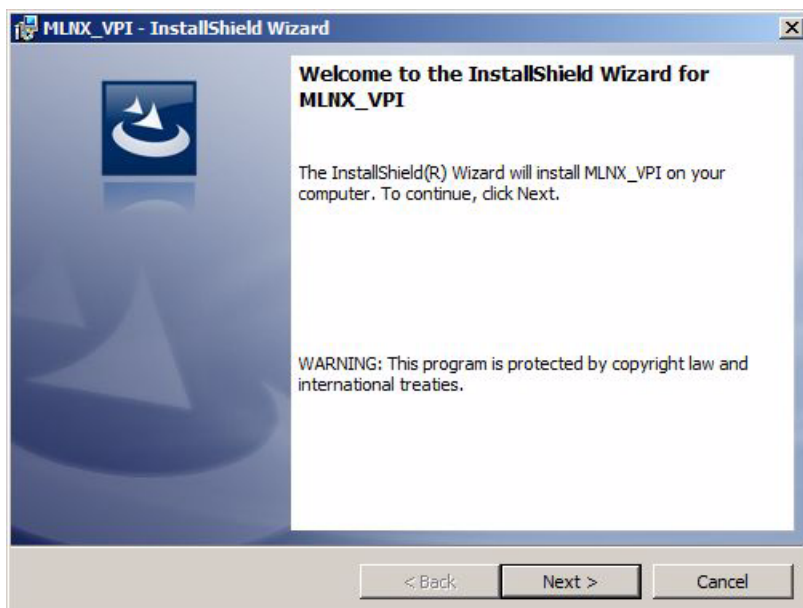 MLNX_VPI - InstallShield Wizard
Welcome to the InstallShield Wizard for
MLNX_VPI
The InstallShield(R) Wizard will install MLNX_VPI on your
computer. To continue, click Next.
WARNING: This program is protected by copyright law and
international treaties.
< Back Next > Cancel